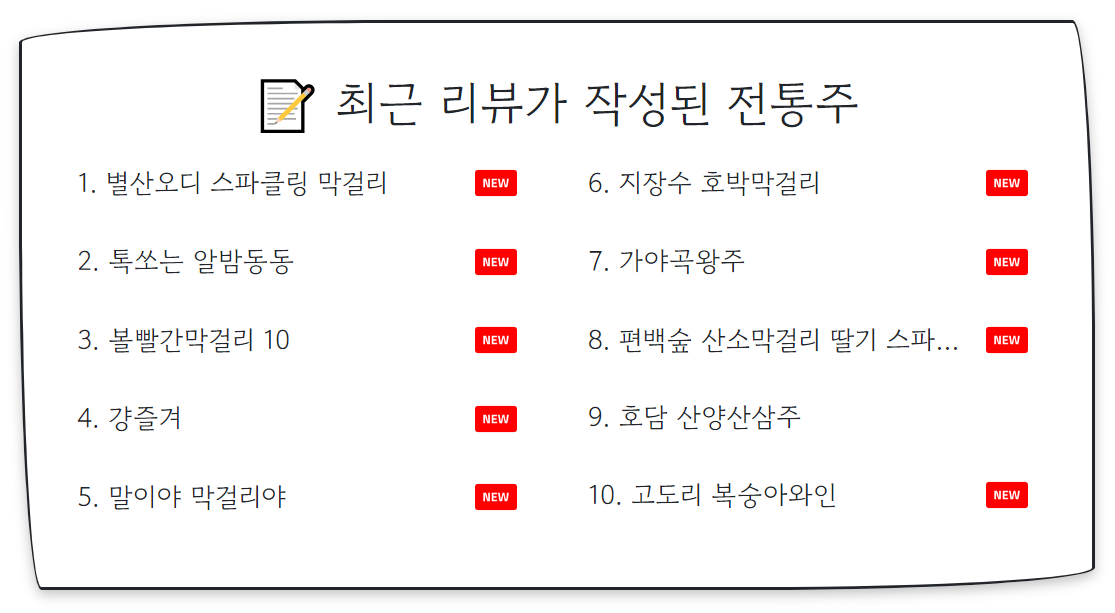 최근 리뷰가 작성된 전통주
1. 별산오디 스파클링 막걸리 NEW
2. 톡쏘는 알밤동동 NEW
3. 볼빨간막걸리 10 NEW
4. 걍즐겨 NEW
5. 말이야 막걸리야 NEW
6. 지장수 호박막걸리 NEW
7. 가야곡왕주 NEW
8. 편백숲 산소막걸리 딸기 스파... NEW
9. 호담 산양산삼주
10. 고도리 복숭아와인 NEW